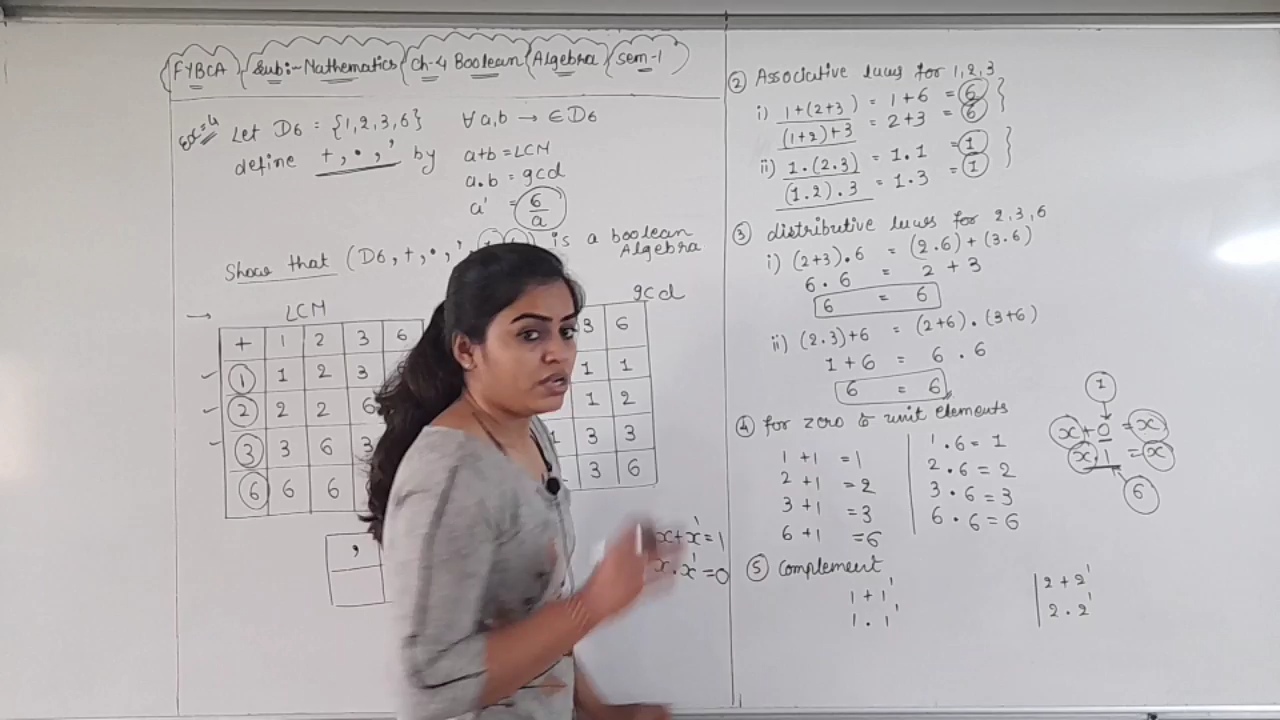 FYBCA Sub:- Mathematics Ch-4 Boolean Algebra Sem-1
Ex=4 Let D6 = {1,2,3,6} ∀ a,b → ∈ D6
define +, •, ' by a+b = LCM
a.b = gcd
a' = 6/a
Show that (D6, +, •, ', is a boolean Algebra
→ LCM
+ 1 2 3 6
1 1 2 3
2 2 2 6
3 3 6 3
6 6 6
'
gcd
3 6
1 1
1 2
1 3 3
3 6
x+x' = 1
x.x' = 0
② Associative laws for 1,2,3
i) 1+(2+3) = 1+6 = 6
(1+2)+3 = 2+3 = 6
ii) 1.(2.3) = 1.1 = 1
(1.2).3 = 1.3 = 1
③ distributive laws for 2,3,6
i) (2+3).6 = (2.6)+(3.6)
6.6 = 2+3
6 = 6
ii) (2.3)+6 = (2+6).(3+6)
1+6 = 6.6
6 = 6
④ for zero & unit elements
1+1 =1 1.6 = 1
2+1 =2 2.6 = 2
3+1 =3 3.6 = 3
6+1 =6 6.6 = 6
1
x+0 = x
x.1 = x
6
⑤ Complement
1+1' 2+2'
1.1' 2.2'